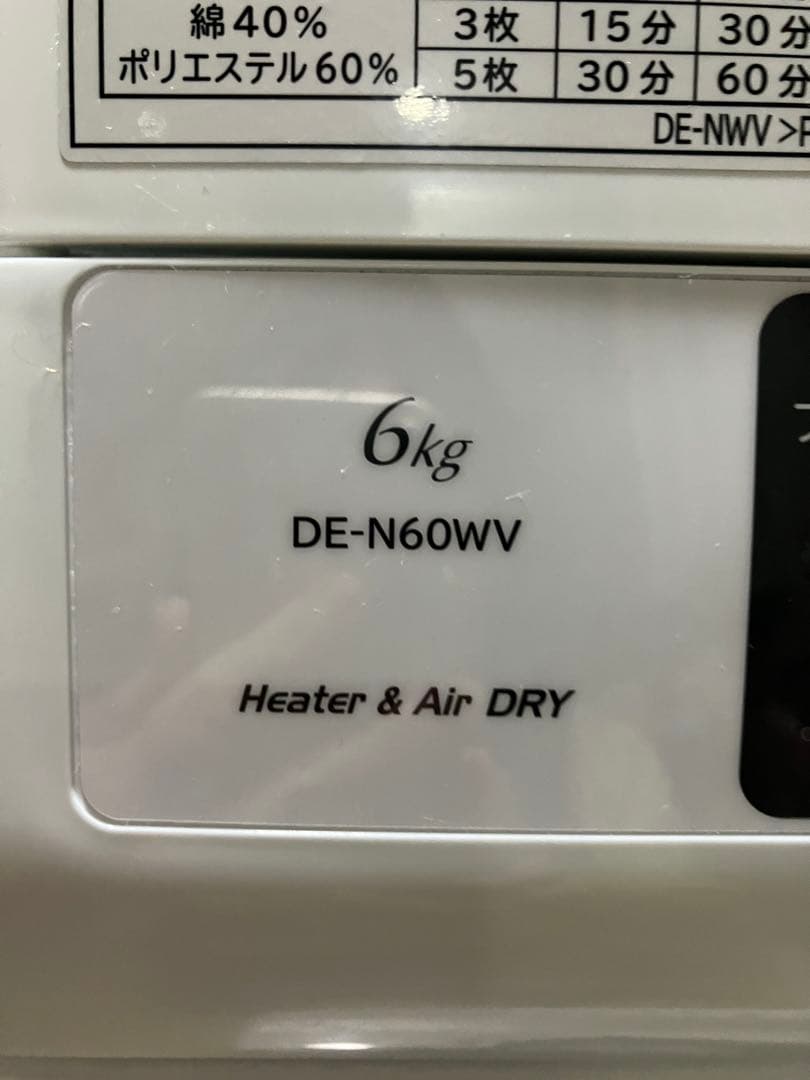 綿40% 3枚 15分 30分
ポリエステル60% 5枚 30分 60分
DE-NWV>P
6kg
DE-N60WV
Heater & Air DRY